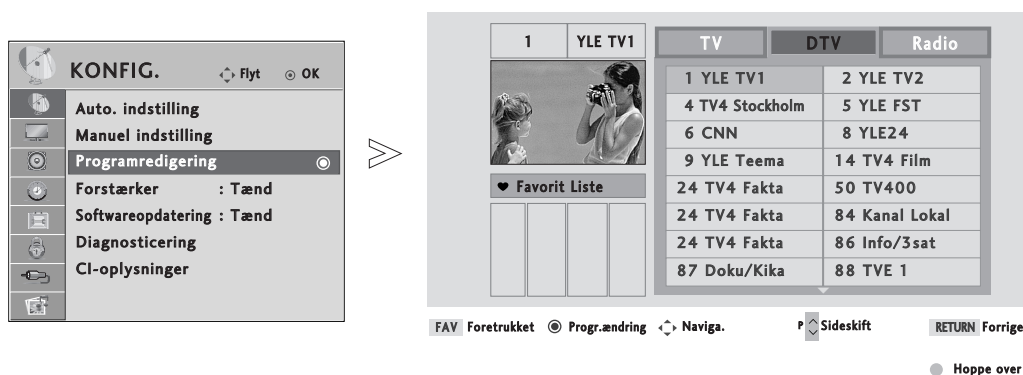 KONFIG. Flyt OK
Auto. indstilling
Manuel indstilling
Programredigering
Forstærker : Tænd
Softwareopdatering : Tænd
Diagnosticering
CI-oplysninger
1 YLE TV1
Favorit Liste
TV DTV Radio
1 YLE TV1 2 YLE TV2
4 TV4 Stockholm 5 YLE FST
6 CNN 8 YLE24
9 YLE Teema 14 TV4 Film
24 TV4 Fakta 50 TV400
24 TV4 Fakta 84 Kanal Lokal
24 TV4 Fakta 86 Info/3sat
87 Doku/Kika 88 TVE 1
FAV Foretrukket Progr.ændring Naviga. P Sideskift RETURN Forrige
Hoppe over